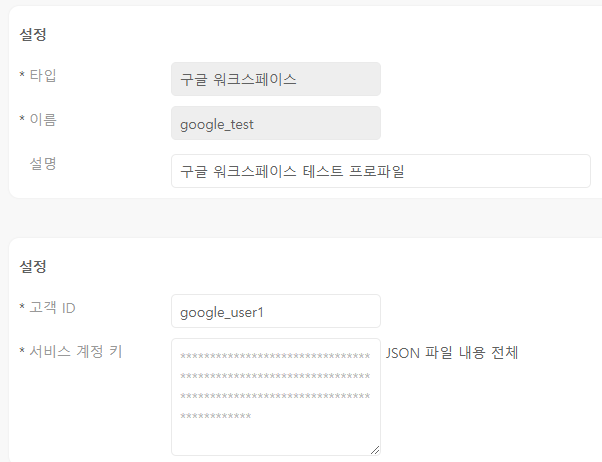 설정
* 타입 구글 워크스페이스
* 이름 google_test
설명 구글 워크스페이스 테스트 프로파일
설정
* 고객 ID google_user1
* 서비스 계정 키 ******************************** JSON 파일 내용 전체
********************************
********************************
************